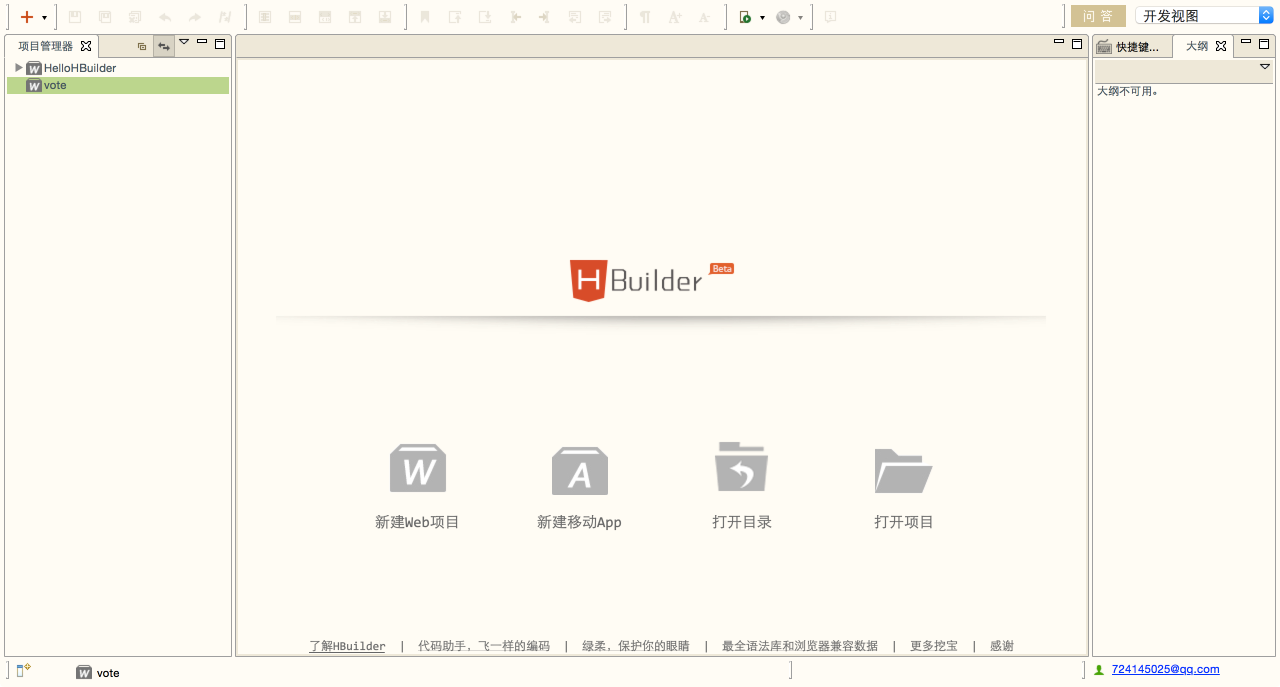 问 答
开发视图
项目管理器
快捷键...
大纲
HelloHBuilder
vote
大纲不可用。
H Builder Beta
新建Web项目
新建移动App
打开目录
打开项目
了解HBuilder | 代码助手，飞一样的编码 | 绿柔，保护你的眼睛 | 最全语法库和浏览器兼容数据 | 更多挖宝 | 感谢
vote
724145025@qq.com